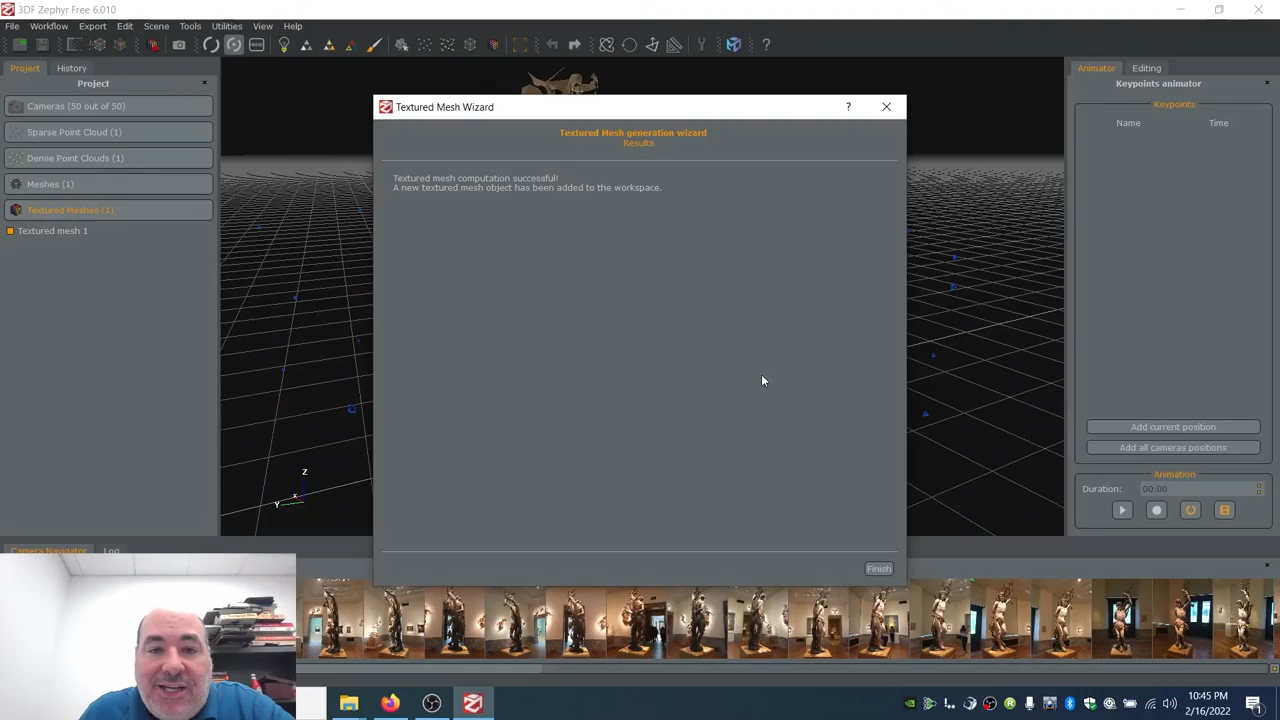 3DF Zephyr Free 6.010
File Workflow Export Edit Scene Tools Utilities View Help
Project History
Project
Cameras (50 out of 50)
Sparse Point Cloud (1)
Dense Point Clouds (1)
Meshes (1)
Textured Meshes (1)
Textured mesh 1
Textured Mesh Wizard
?
Textured Mesh generation wizard
Results
Textured mesh computation successful!
A new textured mesh object has been added to the workspace.
Finish
Z
Y
x
Animator Editing
Keypoints animator
Keypoints
Name Time
Add current position
Add all cameras positions
Animation
Duration: 00:00
Camera Navigator Log
10:45 PM
2/16/2022
1